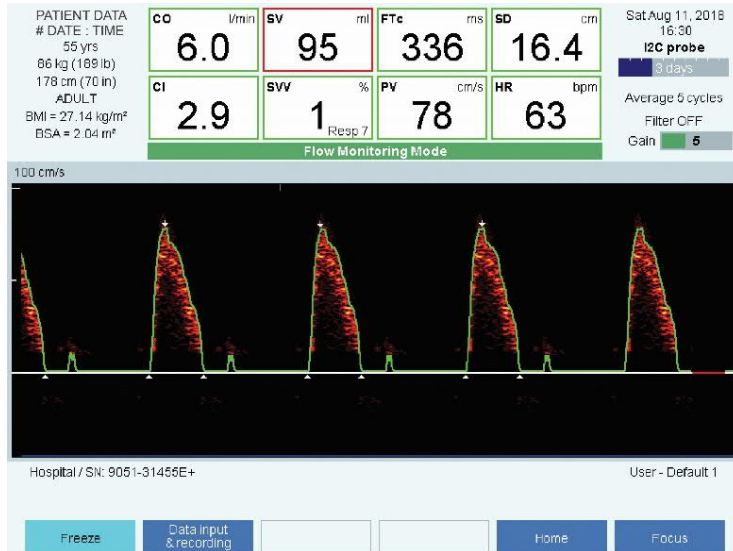 PATIENT DATA
# DATE : TIME
55 yrs
86 kg (189 lb)
178 cm (70 in)
ADULT
BMI = 27.14 kg/m²
BSA = 2.04 m²
CO l/min
6.0
SV ml
95
FTc ms
336
SD cm
16.4
CI
2.9
SVV %
1 Resp 7
PV cm/s
78
HR bpm
63
Flow Monitoring Mode
Sat Aug 11, 2018
16:30
I2C probe
3 days
Average 5 cycles
Filter OFF
Gain 5
100 cm/s
Hospital / SN: 9051-31455E+
User - Default 1
Freeze
Data input
& recording
Home
Focus